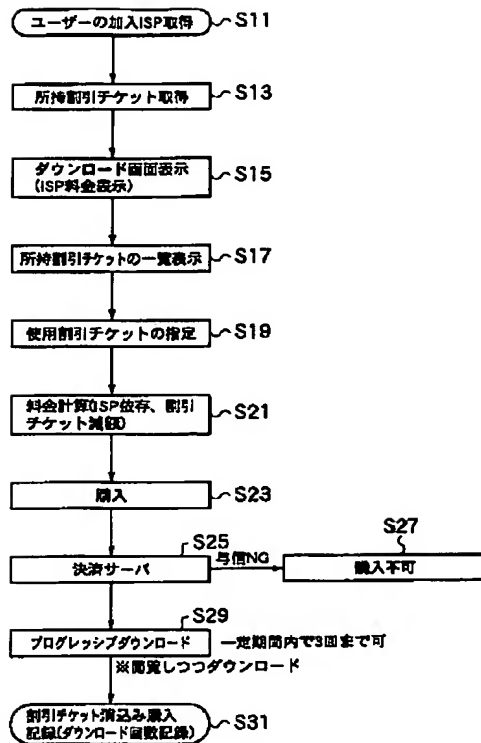 ユーザーの加入ISP取得
S11
所持割引チケット取得
S13
ダウンロード画面表示
(ISP料金表示)
S15
所持割引チケットの一覧表示
S17
使用割引チケットの指定
S19
料金計算(ISP依存、割引
チケット減額)
S21
購入
S23
S25
決済サーバ
与信NG
S27
購入不可
S29
プログレッシブダウンロード
一定期間内で3回まで可
※閲覧しつつダウンロード
割引チケット消込み購入
記録(ダウンロード回数記録)
S31